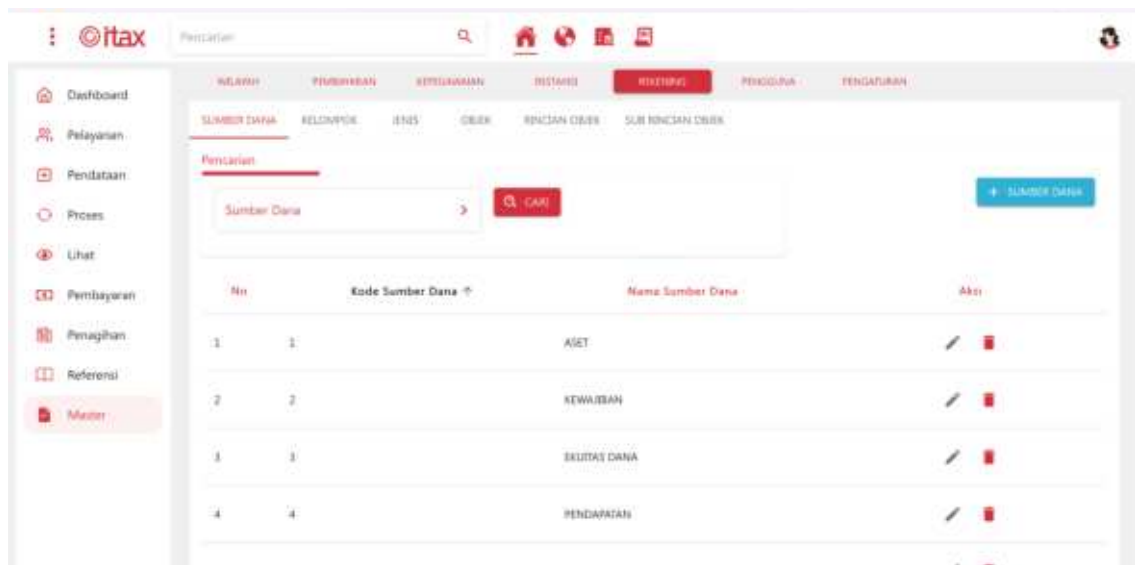 itax Pencarian
WILAYAH PEMBAYARAN KEPEGAWAIAN INSTANSI REKENING PENGGUNA PENGATURAN
Dashboard
SUMBER DANA KELOMPOK JENIS OBJEK RINCIAN OBJEK SUB RINCIAN OBJEK
Pelayanan
Pencarian
Pendataan
+ SUMBER DANA
Sumber Dana CARI
Proses
Lihat
No Kode Sumber Dana ↑ Nama Sumber Dana Aksi
Pembayaran
Penagihan
1 1 ASET
Referensi
2 2 KEWAJIBAN
Master
3 3 EKUITAS DANA
4 4 PENDAPATAN